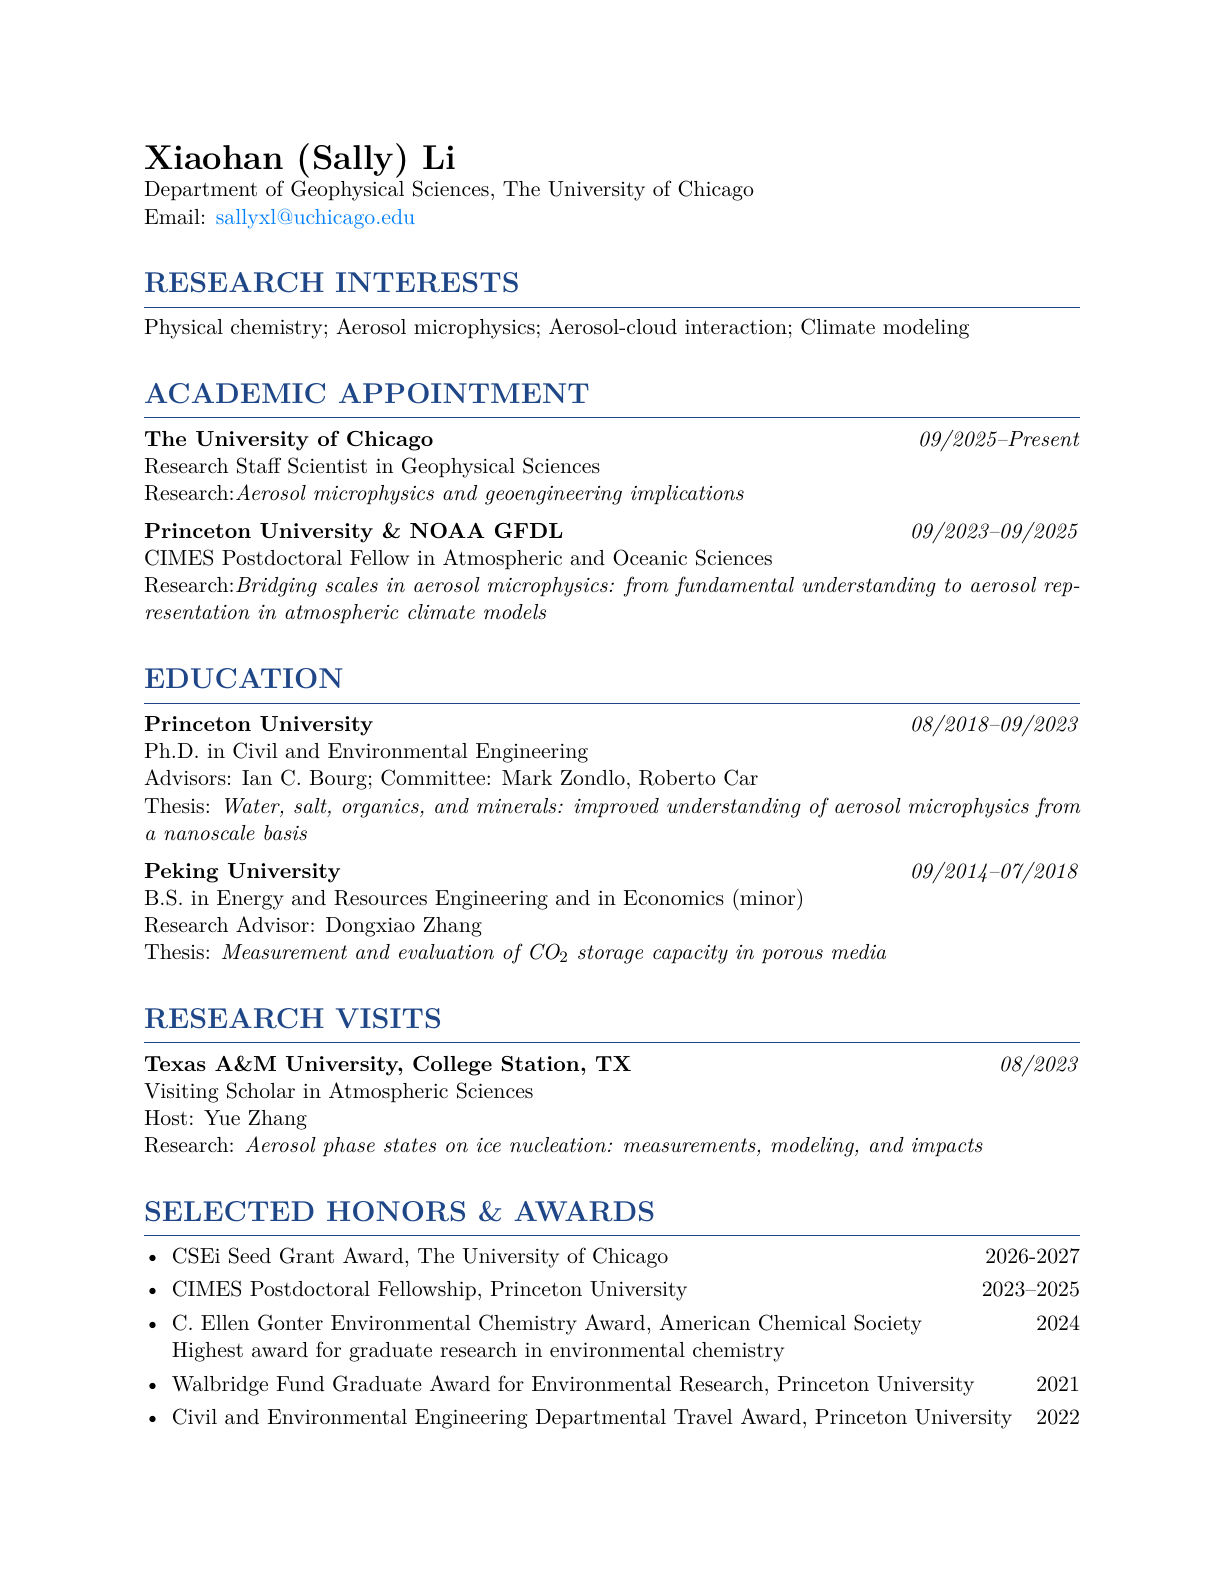 Xiaohan (Sally) Li
Department of Geophysical Sciences, The University of Chicago
Email: sallyxl@uchicago.edu
RESEARCH INTERESTS
Physical chemistry; Aerosol microphysics; Aerosol-cloud interaction; Climate modeling
ACADEMIC APPOINTMENT
The University of Chicago 09/2025–Present
Research Staff Scientist in Geophysical Sciences
Research:Aerosol microphysics and geoengineering implications
Princeton University & NOAA GFDL 09/2023–09/2025
CIMES Postdoctoral Fellow in Atmospheric and Oceanic Sciences
Research:Bridging scales in aerosol microphysics: from fundamental understanding to aerosol rep-
resentation in atmospheric climate models
EDUCATION
Princeton University 08/2018–09/2023
Ph.D. in Civil and Environmental Engineering
Advisors: Ian C. Bourg; Committee: Mark Zondlo, Roberto Car
Thesis: Water, salt, organics, and minerals: improved understanding of aerosol microphysics from
a nanoscale basis
Peking University 09/2014–07/2018
B.S. in Energy and Resources Engineering and in Economics (minor)
Research Advisor: Dongxiao Zhang
Thesis: Measurement and evaluation of CO₂ storage capacity in porous media
RESEARCH VISITS
Texas A&M University, College Station, TX 08/2023
Visiting Scholar in Atmospheric Sciences
Host: Yue Zhang
Research: Aerosol phase states on ice nucleation: measurements, modeling, and impacts
SELECTED HONORS & AWARDS
• CSEi Seed Grant Award, The University of Chicago 2026-2027
• CIMES Postdoctoral Fellowship, Princeton University 2023–2025
• C. Ellen Gonter Environmental Chemistry Award, American Chemical Society 2024
Highest award for graduate research in environmental chemistry
• Walbridge Fund Graduate Award for Environmental Research, Princeton University 2021
• Civil and Environmental Engineering Departmental Travel Award, Princeton University 2022